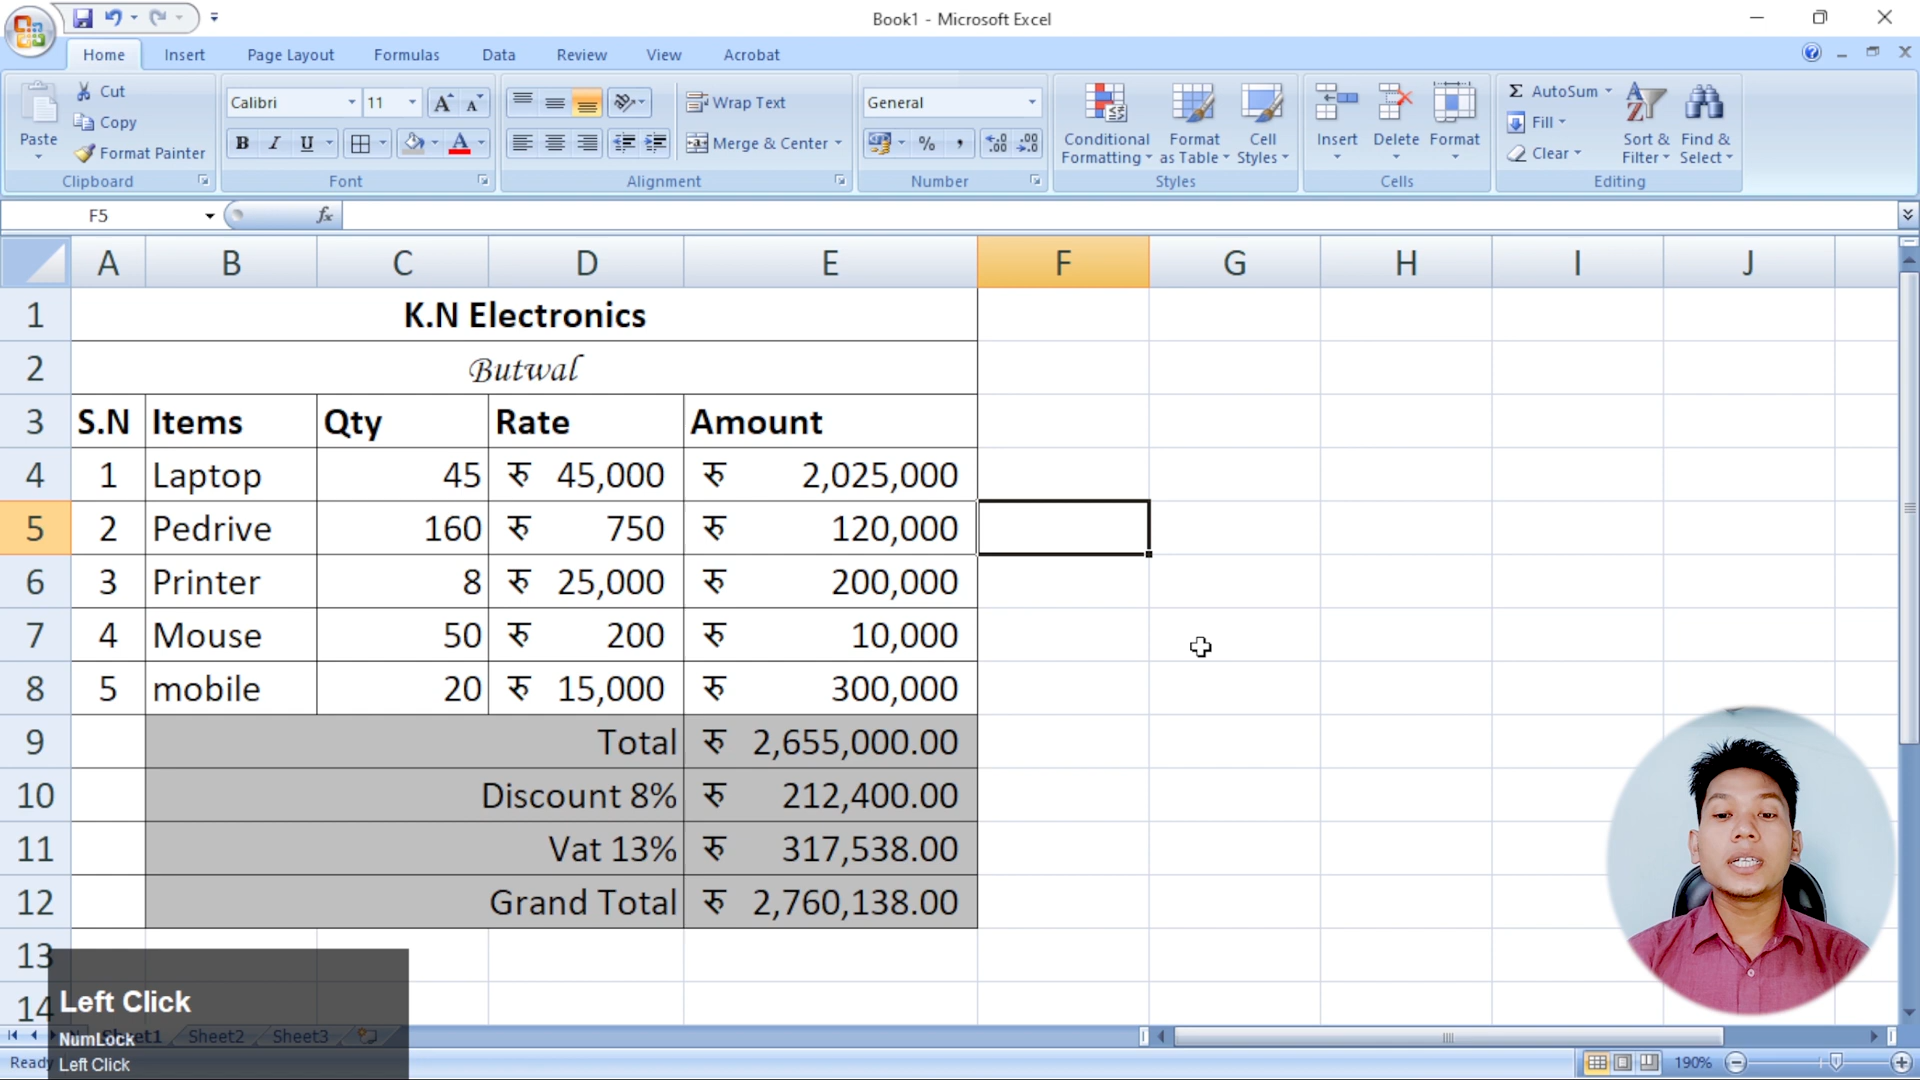 Book1 - Microsoft Excel
Home Insert Page Layout Formulas Data Review View Acrobat
Paste
Cut
Copy
Format Painter
Clipboard
Calibri 11
B I U
Font
Wrap Text
Merge & Center
Alignment
General
Number
Conditional Formatting
Format as Table
Cell Styles
Styles
Insert
Delete
Format
Cells
AutoSum
Fill
Clear
Sort & Filter
Find & Select
Editing
F5
fx
A B C D E F G H I J
1 K.N Electronics
2 Butwal
3 S.N Items Qty Rate Amount
4 1 Laptop 45 रु 45,000 रु 2,025,000
5 2 Pedrive 160 रु 750 रु 120,000
6 3 Printer 8 रु 25,000 रु 200,000
7 4 Mouse 50 रु 200 रु 10,000
8 5 mobile 20 रु 15,000 रु 300,000
9 Total रु 2,655,000.00
10 Discount 8% रु 212,400.00
11 Vat 13% रु 317,538.00
12 Grand Total रु 2,760,138.00
13
14
Left Click
NumLock
Left Click
Sheet1 Sheet2 Sheet3
Ready
190%